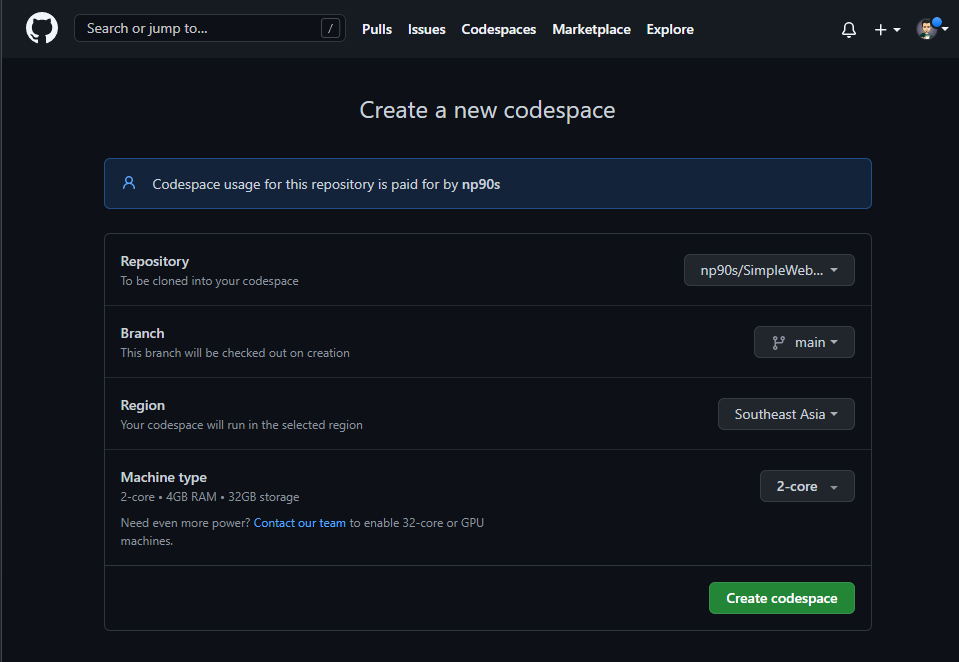 Search or jump to... /
Pulls Issues Codespaces Marketplace Explore
Create a new codespace
Codespace usage for this repository is paid for by np90s
Repository
To be cloned into your codespace
np90s/SimpleWeb...
Branch
This branch will be checked out on creation
main
Region
Your codespace will run in the selected region
Southeast Asia
Machine type
2-core • 4GB RAM • 32GB storage
2-core
Need even more power? Contact our team to enable 32-core or GPU
machines.
Create codespace